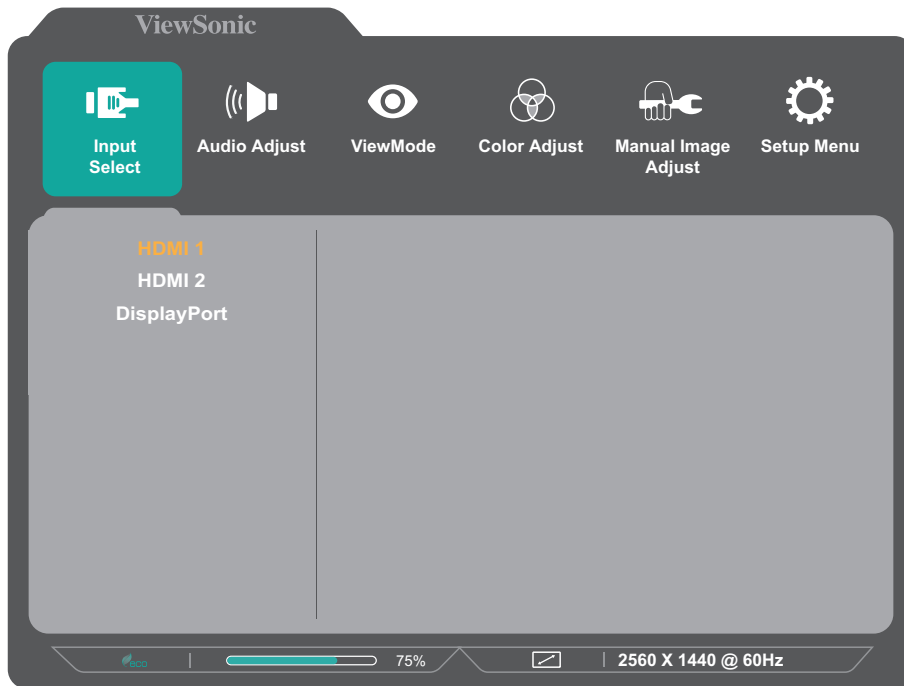 ViewSonic
Input
Select
Audio Adjust
ViewMode
Color Adjust
Manual Image
Adjust
Setup Menu
HDMI 1
HDMI 2
DisplayPort
eco
75%
2560 X 1440 @ 60Hz